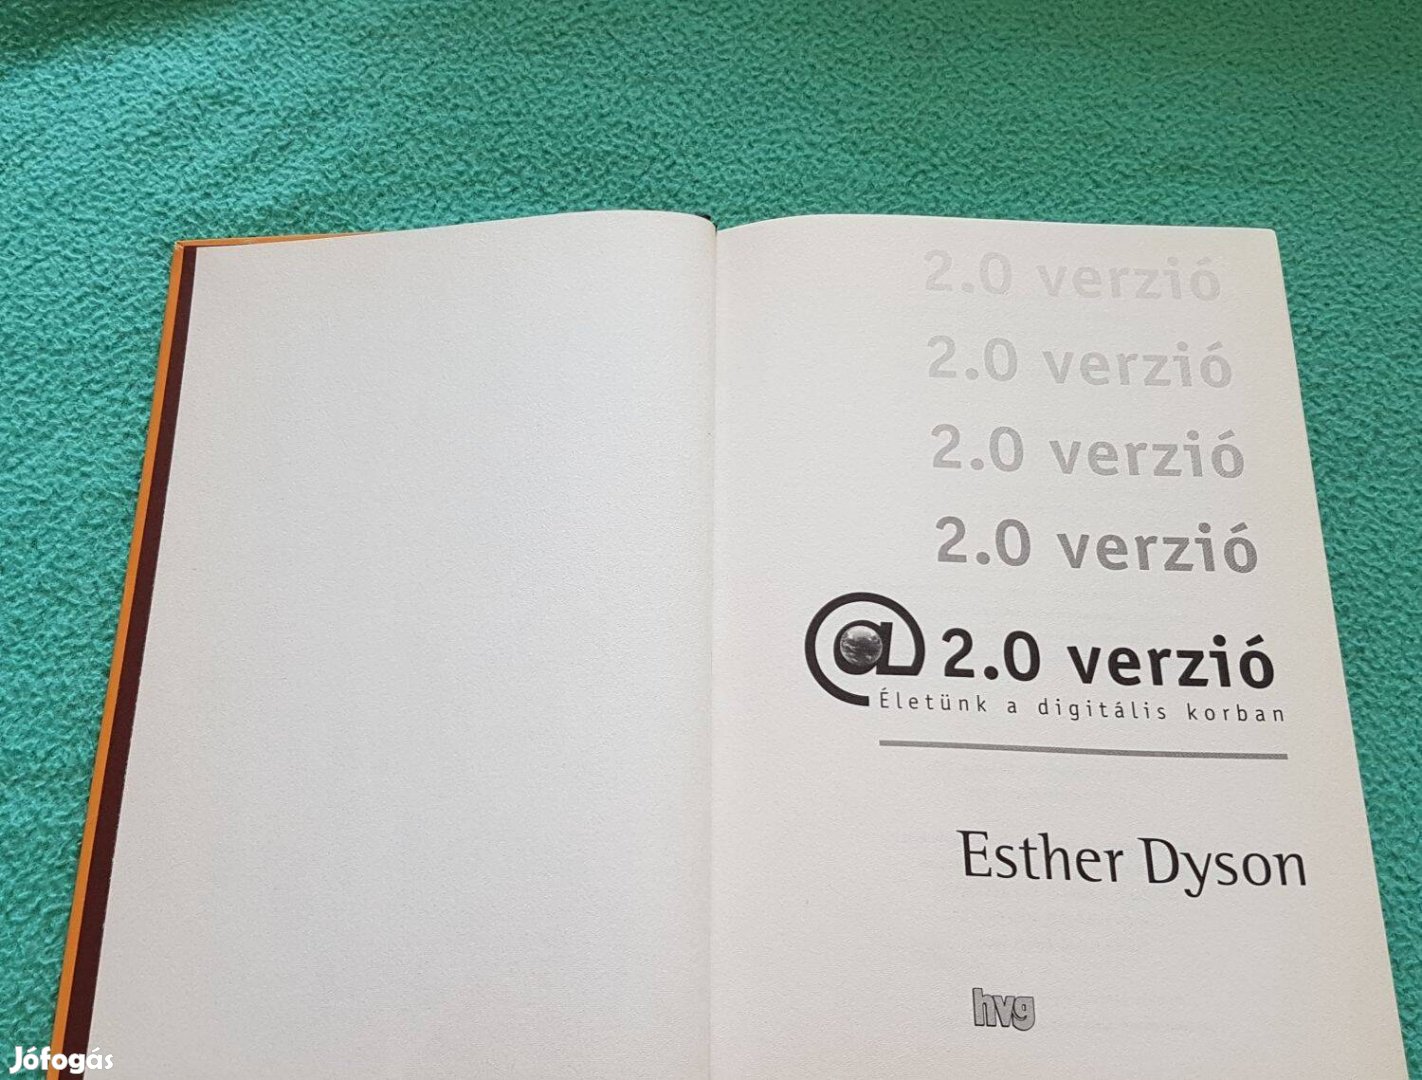 2.0 verzió
2.0 verzió
2.0 verzió
2.0 verzió
@ 2.0 verzió
Életünk a digitális korban
Esther Dyson
hvg
Jófogás